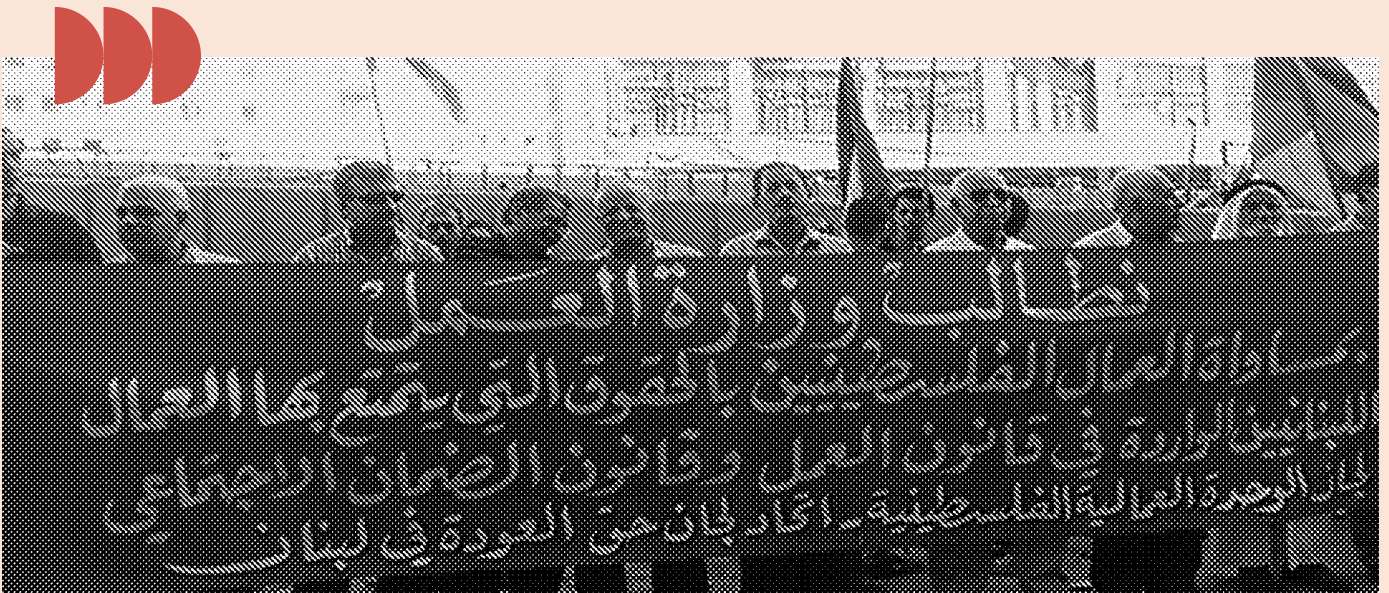 نطالب وزارة العمل
مساواة العمال الفلسطينيين بالحقوق التي يتمتع بها العمال
اللبنانيين الواردة في قانون العمل وقانون الضمان الاجتماعي
لجان الوحدة العمالية الفلسطينية - اتحاد لجان حق العودة في لبنان